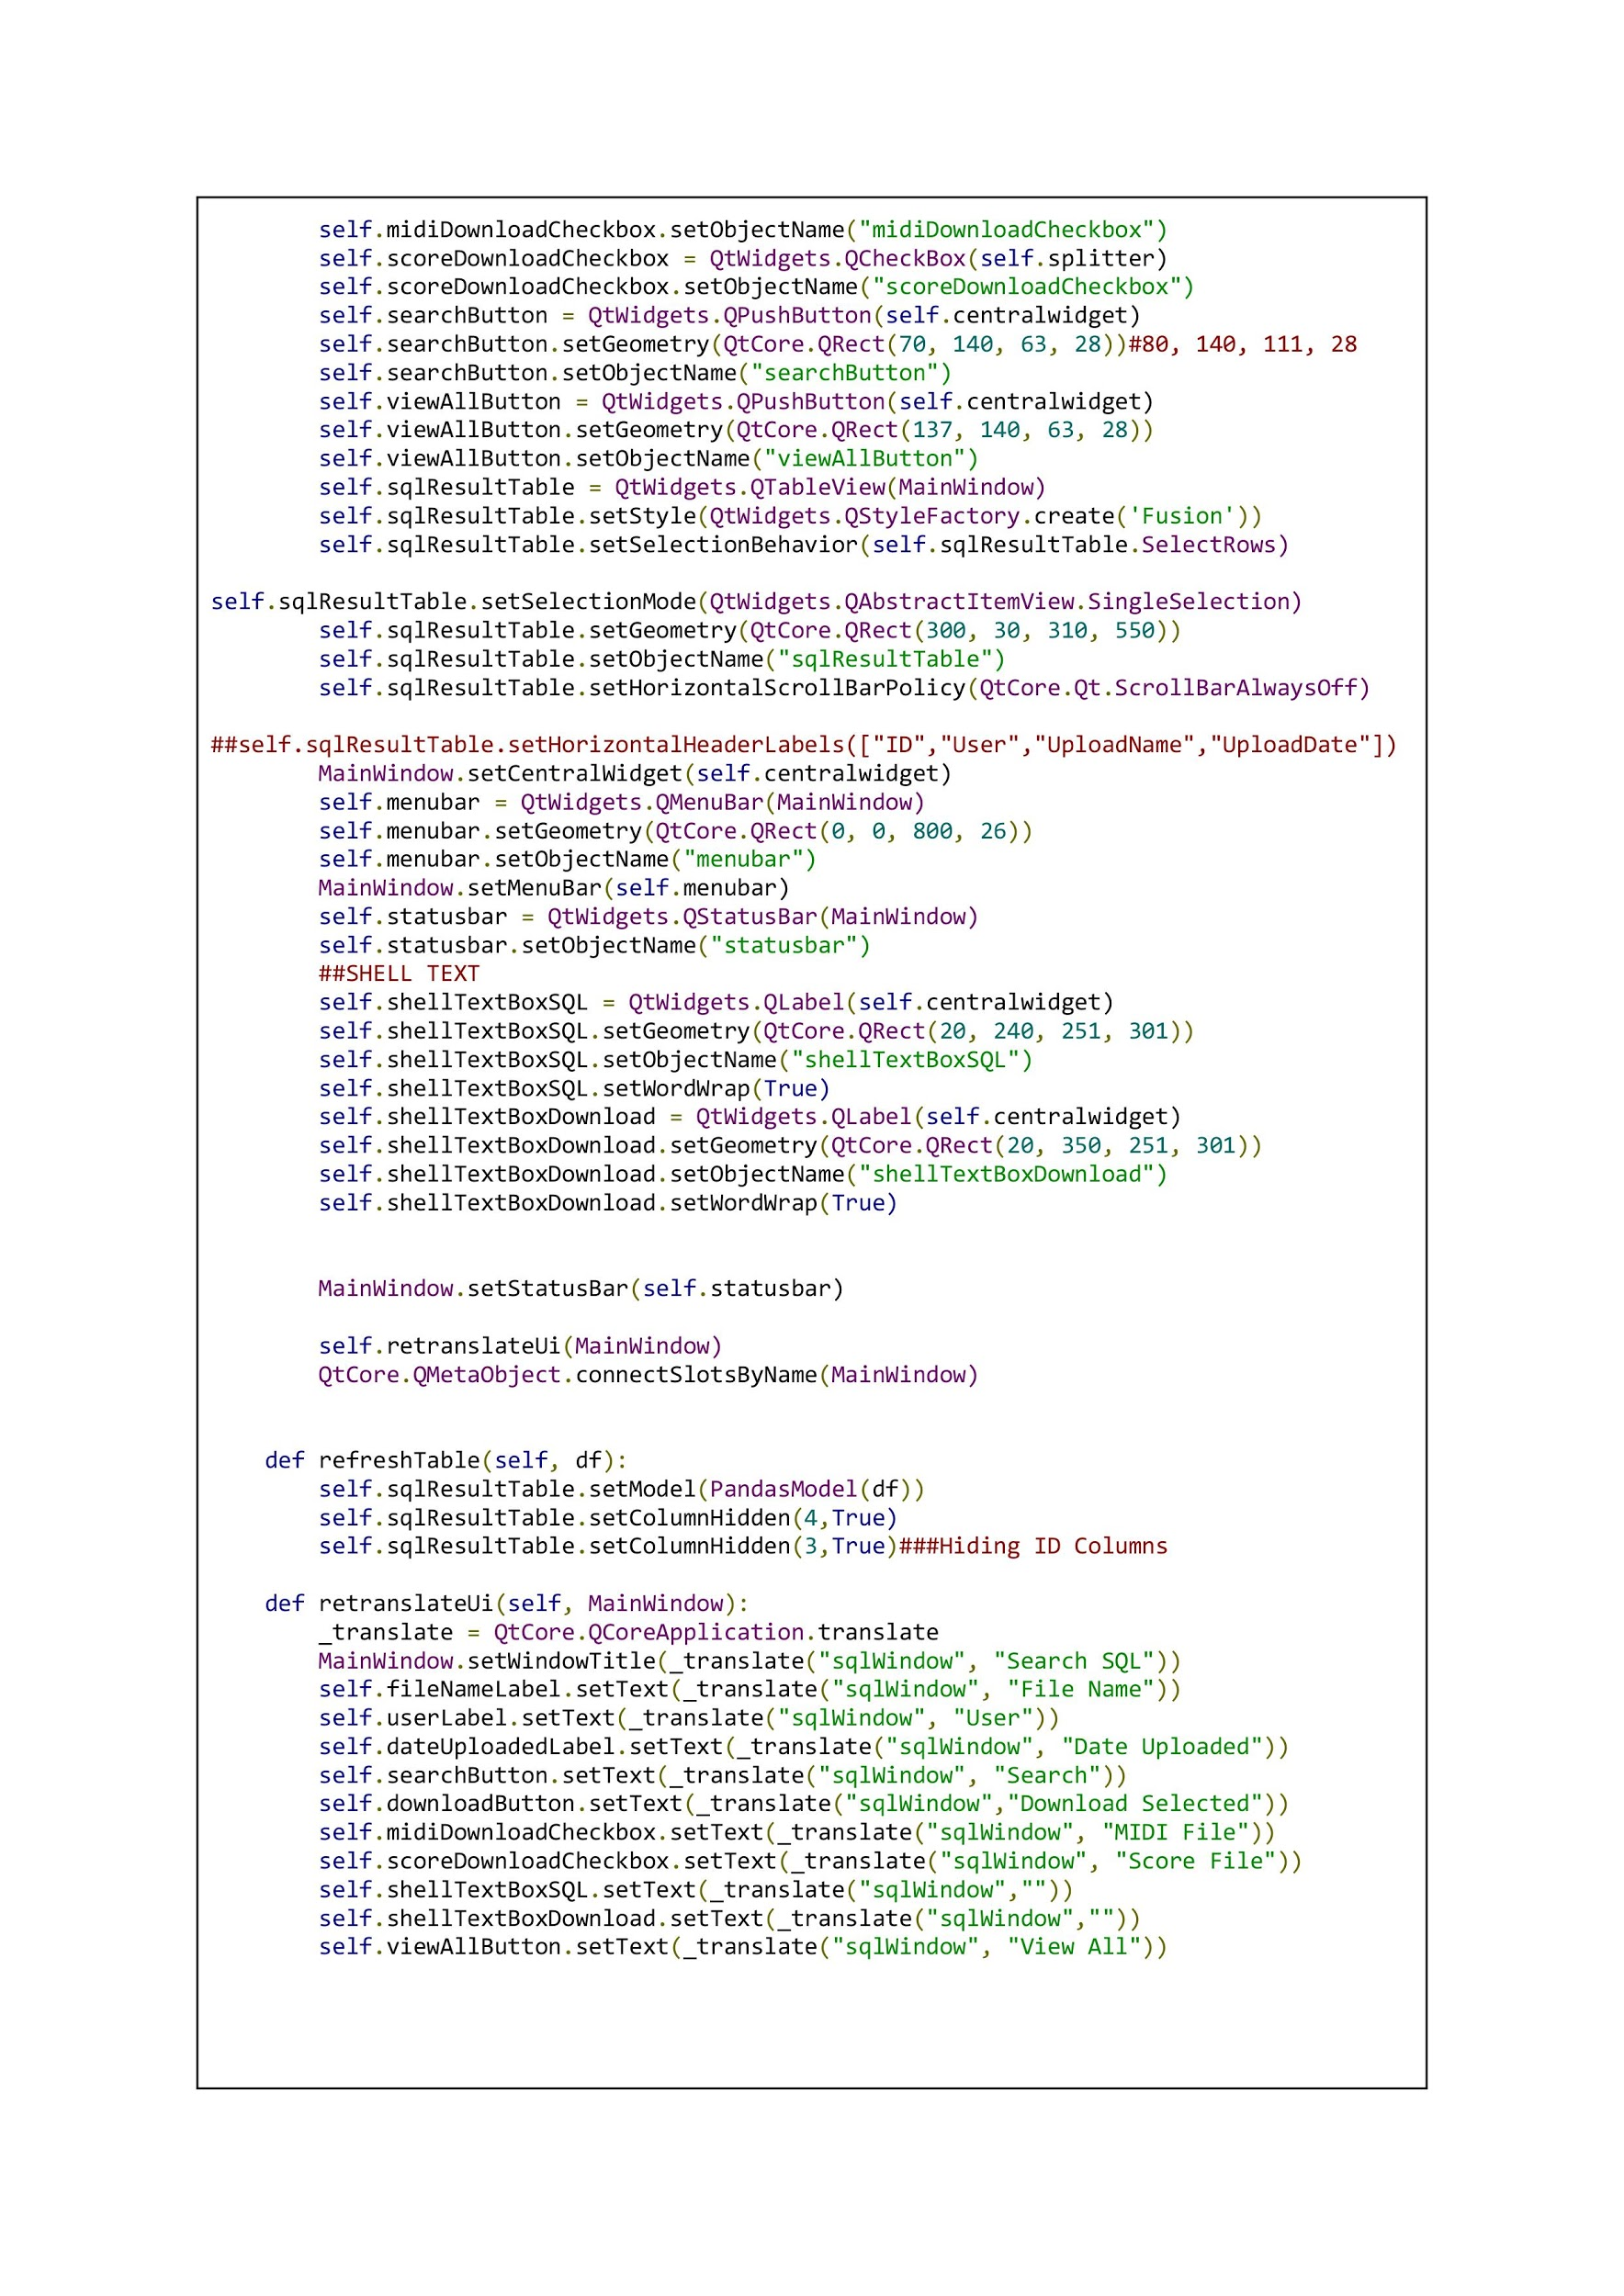 self.midiDownloadCheckbox.setObjectName("midiDownloadCheckbox")
        self.scoreDownloadCheckbox = QtWidgets.QCheckBox(self.splitter)
        self.scoreDownloadCheckbox.setObjectName("scoreDownloadCheckbox")
        self.searchButton = QtWidgets.QPushButton(self.centralwidget)
        self.searchButton.setGeometry(QtCore.QRect(70, 140, 63, 28))#80, 140, 111, 28
        self.searchButton.setObjectName("searchButton")
        self.viewAllButton = QtWidgets.QPushButton(self.centralwidget)
        self.viewAllButton.setGeometry(QtCore.QRect(137, 140, 63, 28))
        self.viewAllButton.setObjectName("viewAllButton")
        self.sqlResultTable = QtWidgets.QTableView(MainWindow)
        self.sqlResultTable.setStyle(QtWidgets.QStyleFactory.create('Fusion'))
        self.sqlResultTable.setSelectionBehavior(self.sqlResultTable.SelectRows)

self.sqlResultTable.setSelectionMode(QtWidgets.QAbstractItemView.SingleSelection)
        self.sqlResultTable.setGeometry(QtCore.QRect(300, 30, 310, 550))
        self.sqlResultTable.setObjectName("sqlResultTable")
        self.sqlResultTable.setHorizontalScrollBarPolicy(QtCore.Qt.ScrollBarAlwaysOff)

##self.sqlResultTable.setHorizontalHeaderLabels(["ID","User","UploadName","UploadDate"])
        MainWindow.setCentralWidget(self.centralwidget)
        self.menubar = QtWidgets.QMenuBar(MainWindow)
        self.menubar.setGeometry(QtCore.QRect(0, 0, 800, 26))
        self.menubar.setObjectName("menubar")
        MainWindow.setMenuBar(self.menubar)
        self.statusbar = QtWidgets.QStatusBar(MainWindow)
        self.statusbar.setObjectName("statusbar")
        ##SHELL TEXT
        self.shellTextBoxSQL = QtWidgets.QLabel(self.centralwidget)
        self.shellTextBoxSQL.setGeometry(QtCore.QRect(20, 240, 251, 301))
        self.shellTextBoxSQL.setObjectName("shellTextBoxSQL")
        self.shellTextBoxSQL.setWordWrap(True)
        self.shellTextBoxDownload = QtWidgets.QLabel(self.centralwidget)
        self.shellTextBoxDownload.setGeometry(QtCore.QRect(20, 350, 251, 301))
        self.shellTextBoxDownload.setObjectName("shellTextBoxDownload")
        self.shellTextBoxDownload.setWordWrap(True)


        MainWindow.setStatusBar(self.statusbar)

        self.retranslateUi(MainWindow)
        QtCore.QMetaObject.connectSlotsByName(MainWindow)


    def refreshTable(self, df):
        self.sqlResultTable.setModel(PandasModel(df))
        self.sqlResultTable.setColumnHidden(4,True)
        self.sqlResultTable.setColumnHidden(3,True)###Hiding ID Columns

    def retranslateUi(self, MainWindow):
        _translate = QtCore.QCoreApplication.translate
        MainWindow.setWindowTitle(_translate("sqlWindow", "Search SQL"))
        self.fileNameLabel.setText(_translate("sqlWindow", "File Name"))
        self.userLabel.setText(_translate("sqlWindow", "User"))
        self.dateUploadedLabel.setText(_translate("sqlWindow", "Date Uploaded"))
        self.searchButton.setText(_translate("sqlWindow", "Search"))
        self.downloadButton.setText(_translate("sqlWindow","Download Selected"))
        self.midiDownloadCheckbox.setText(_translate("sqlWindow", "MIDI File"))
        self.scoreDownloadCheckbox.setText(_translate("sqlWindow", "Score File"))
        self.shellTextBoxSQL.setText(_translate("sqlWindow",""))
        self.shellTextBoxDownload.setText(_translate("sqlWindow",""))
        self.viewAllButton.setText(_translate("sqlWindow", "View All"))